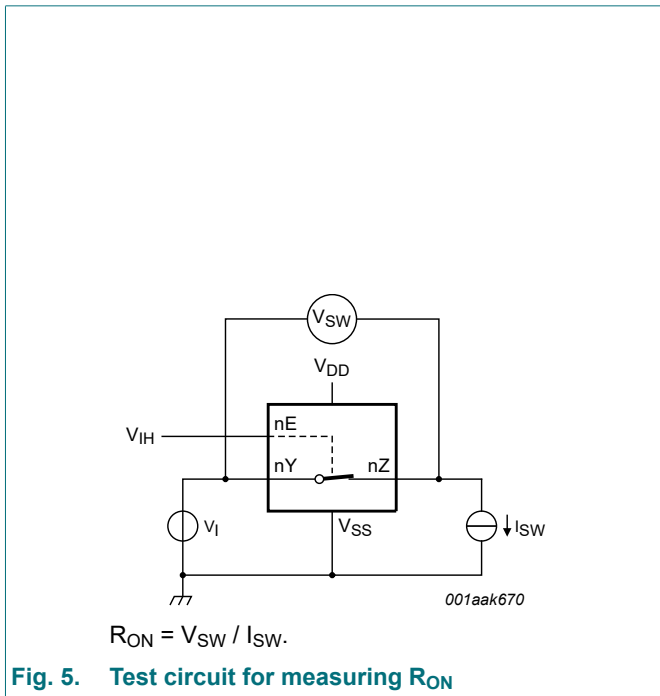 VSW
VDD
nE
VIH
nY
nZ
VI
VSS
ISW
001aak670
RON = VSW / ISW.
Fig. 5. Test circuit for measuring RON